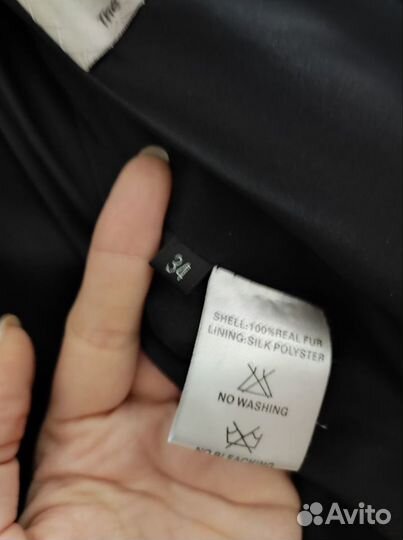 34
SHELL:100%REAL FUR
LINING:SILK POLYSTER
NO WASHING
NO BLEACHING
Avito